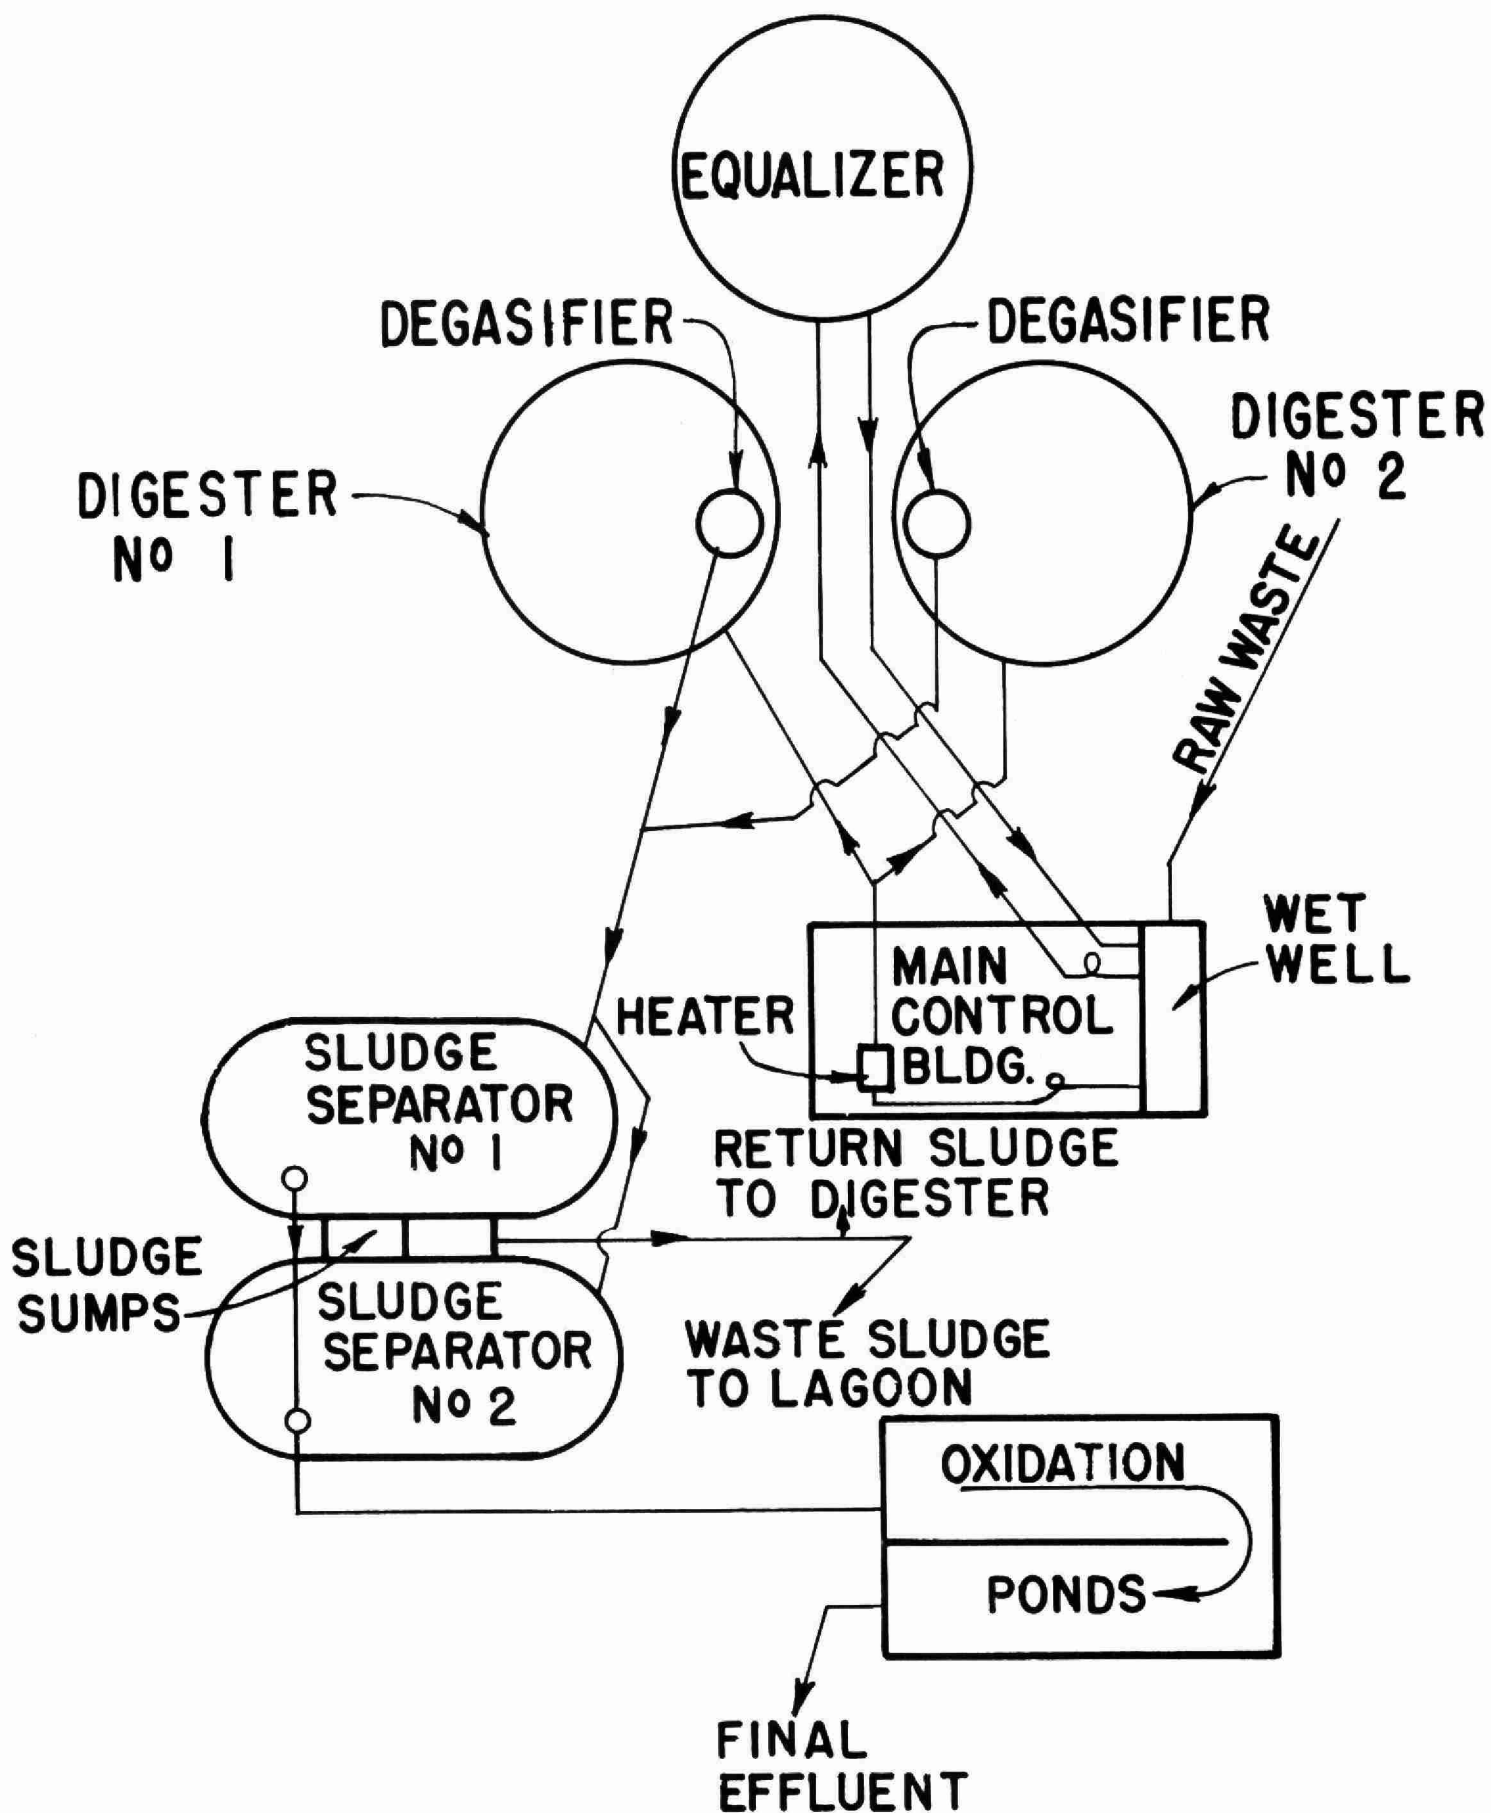 EQUALIZER
DEGASIFIER
DEGASIFIER
DIGESTER
NO 2
DIGESTER
NO 1
RAW WASTE
WET
WELL
MAIN
CONTROL
BLDG.
HEATER
SLUDGE
SEPARATOR
NO 1
RETURN SLUDGE
TO DIGESTER
SLUDGE
SUMPS
SLUDGE
SEPARATOR
NO 2
WASTE SLUDGE
TO LAGOON
OXIDATION
PONDS
FINAL
EFFLUENT